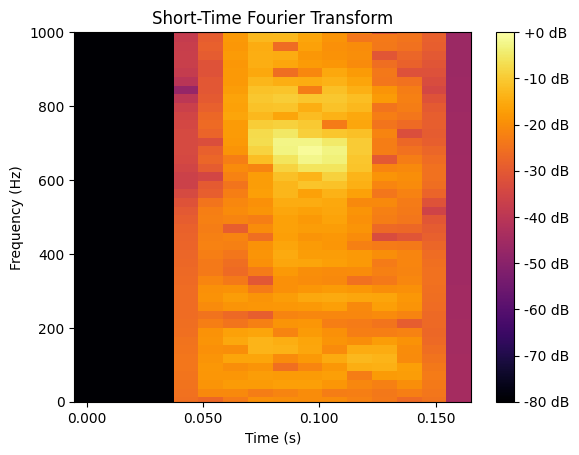 Short-Time Fourier Transform
1000
800
600
400
200
0
Frequency (Hz)
0.000
0.050
0.100
0.150
Time (s)
+0 dB
-10 dB
-20 dB
-30 dB
-40 dB
-50 dB
-60 dB
-70 dB
-80 dB